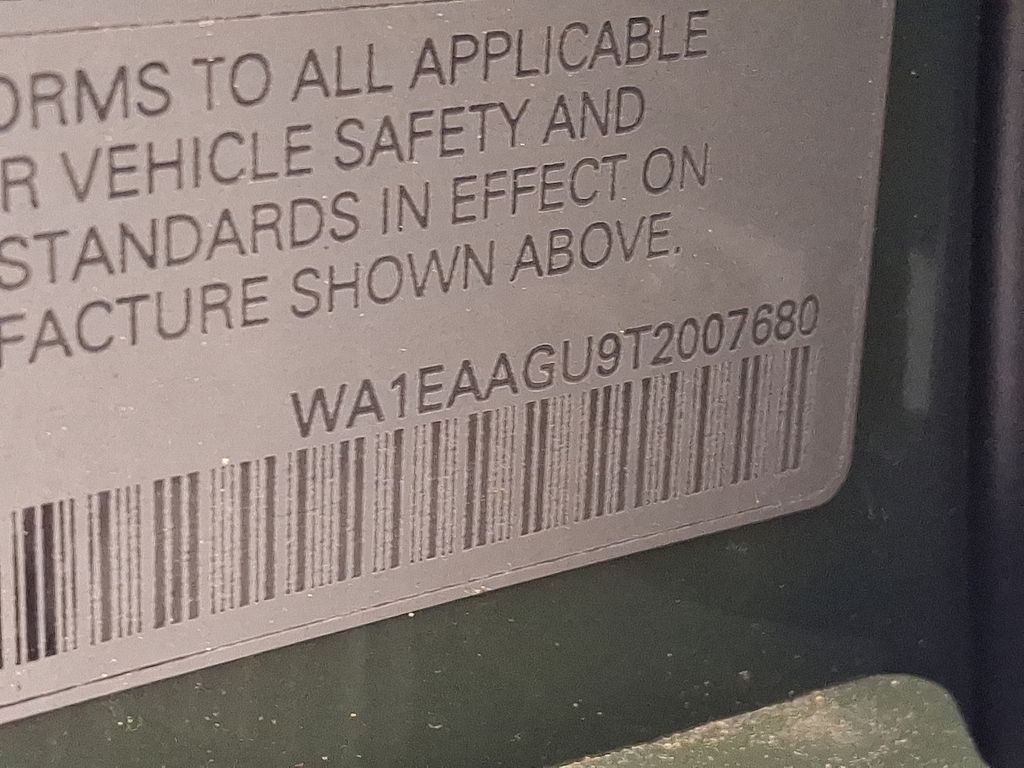 ORMS TO ALL APPLICABLE
R VEHICLE SAFETY AND
STANDARDS IN EFFECT ON
FACTURE SHOWN ABOVE.
WA1EAAGU9T2007680